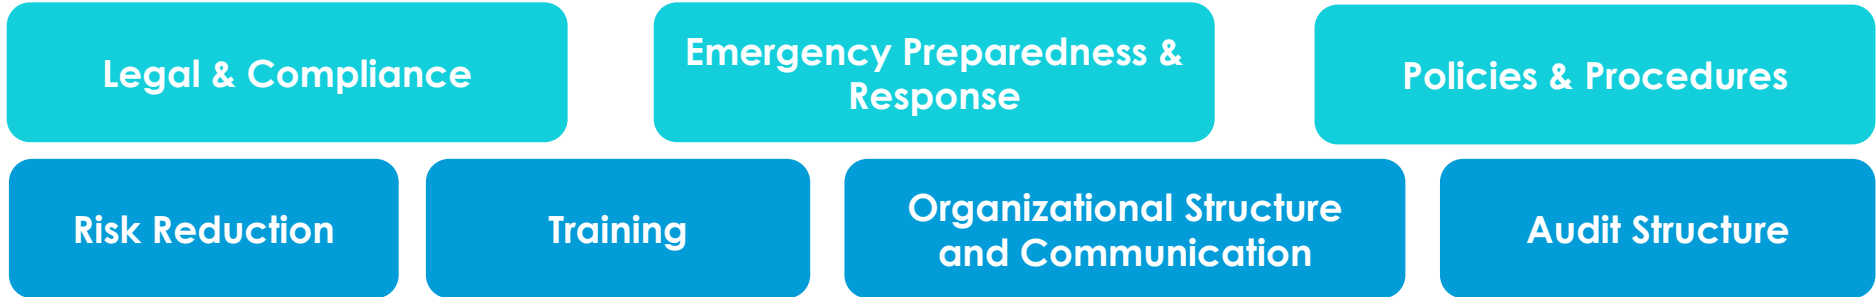 Legal & Compliance
Emergency Preparedness &
Response
Policies & Procedures
Risk Reduction
Training
Organizational Structure
and Communication
Audit Structure